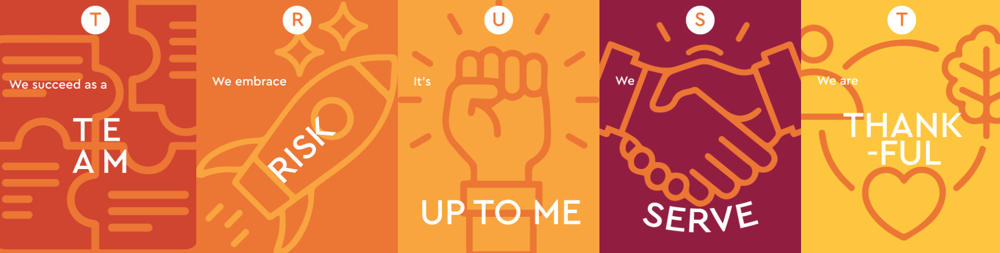 T
We succeed as a
TE
AM
R
We embrace
RISK
U
It's
UP TO ME
S
We
SERVE
T
We are
THANK
-FUL